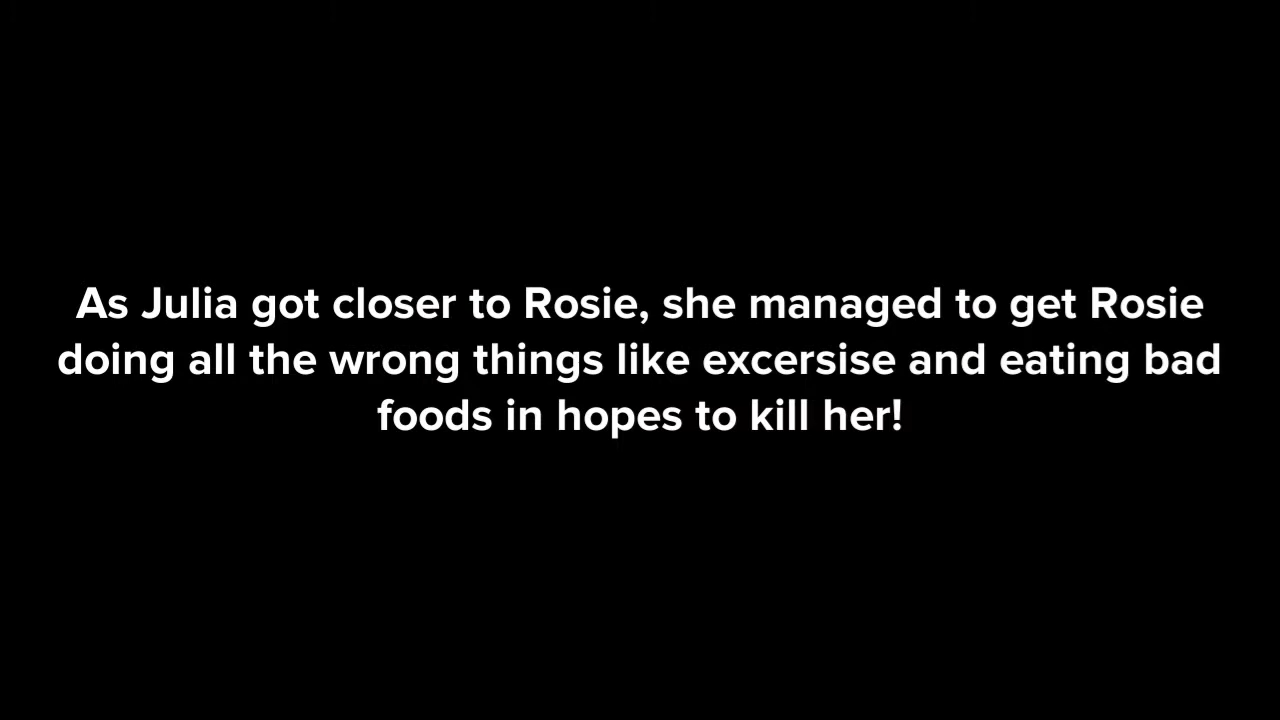 As Julia got closer to Rosie, she managed to get Rosie
doing all the wrong things like excersise and eating bad
foods in hopes to kill her!